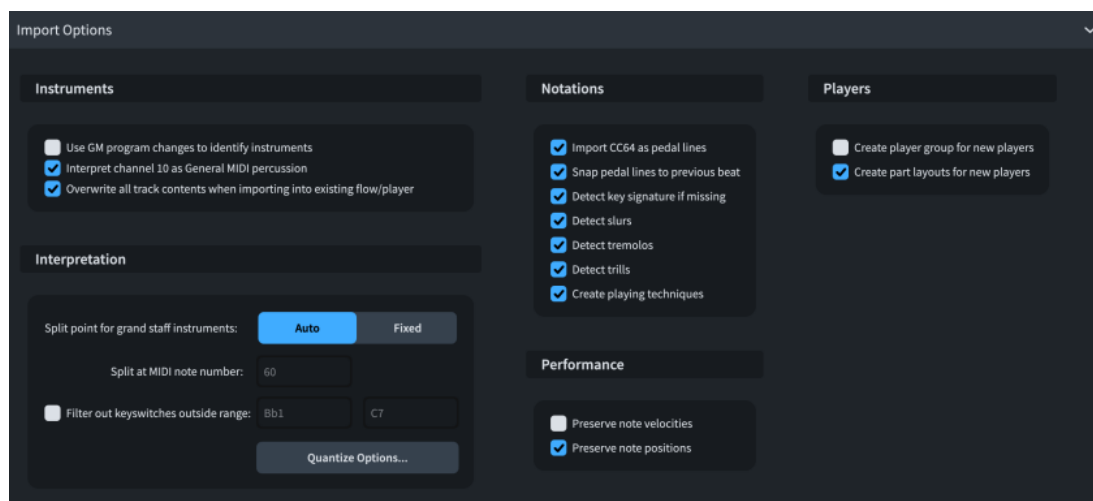 Import Options
Instruments
Use GM program changes to identify instruments
Interpret channel 10 as General MIDI percussion
Overwrite all track contents when importing into existing flow/player
Interpretation
Split point for grand staff instruments: Auto Fixed
Split at MIDI note number: 60
Filter out keyswitches outside range: Bb1 C7
Quantize Options...
Notations
Import CC64 as pedal lines
Snap pedal lines to previous beat
Detect key signature if missing
Detect slurs
Detect tremolos
Detect trills
Create playing techniques
Performance
Preserve note velocities
Preserve note positions
Players
Create player group for new players
Create part layouts for new players